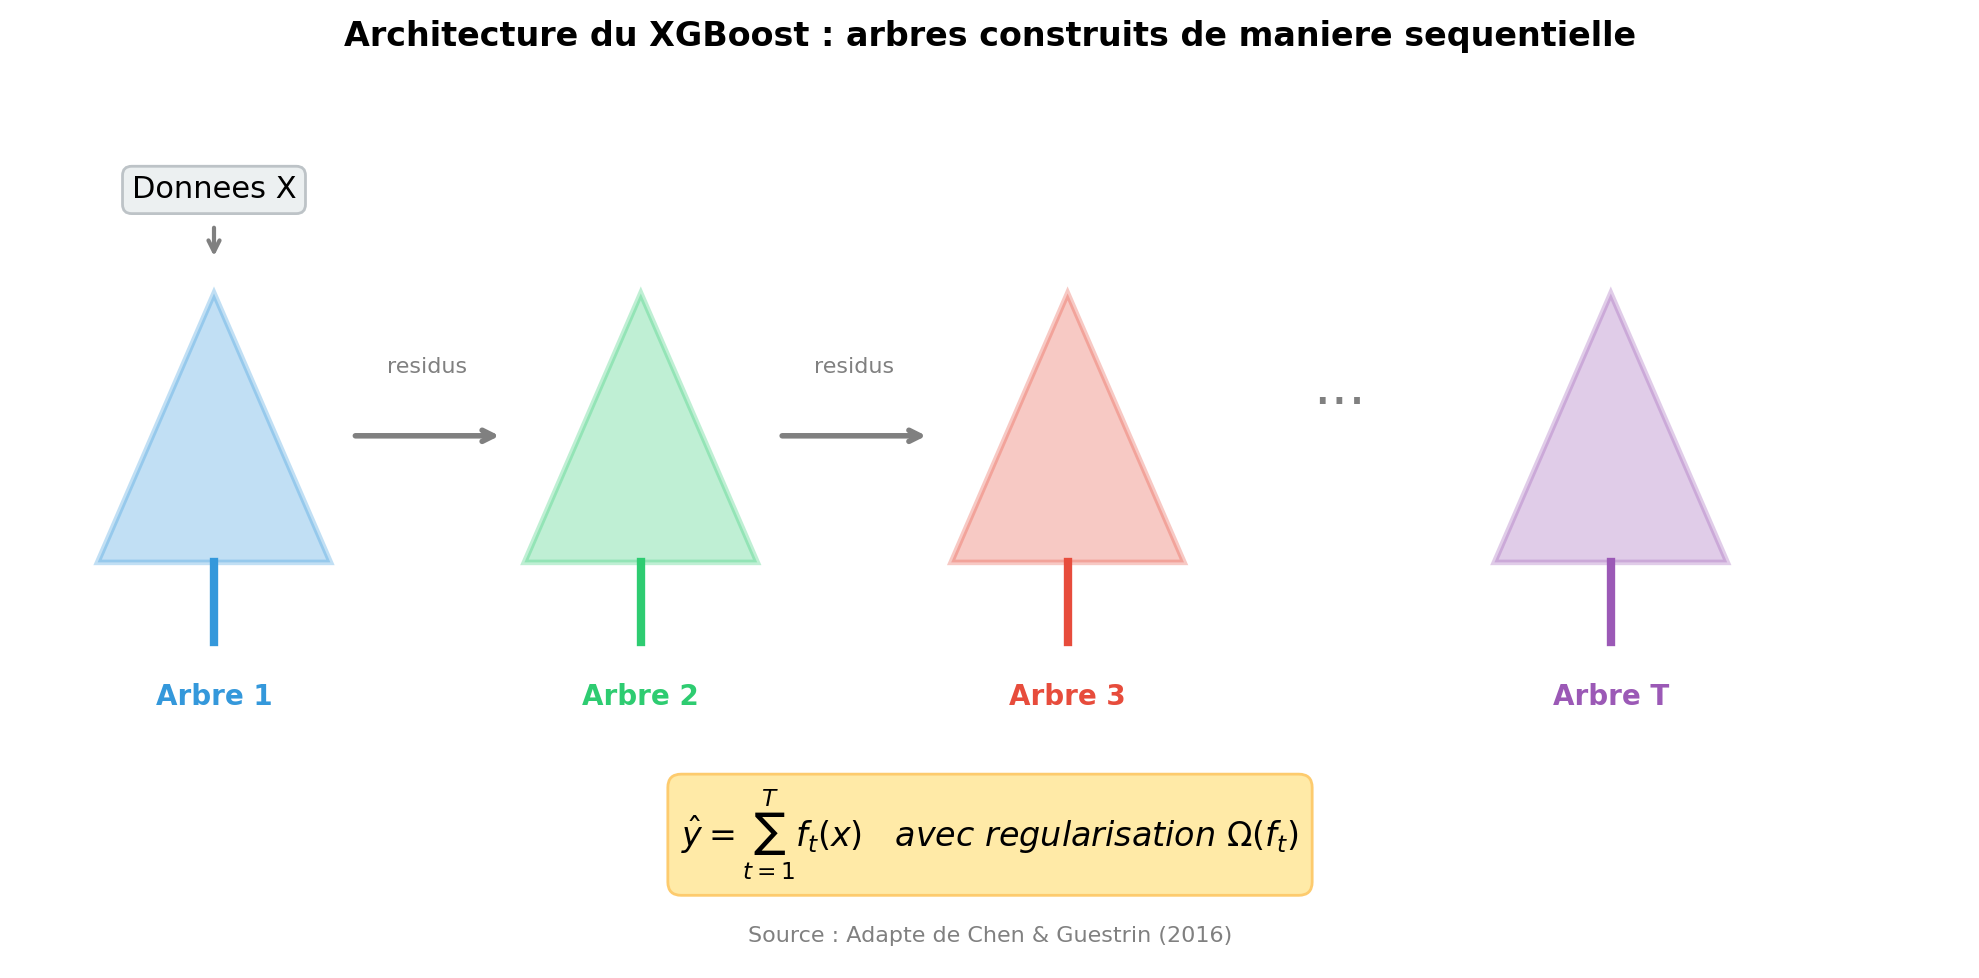 Architecture du XGBoost : arbres construits de maniere sequentielle
Donnees X
residus
residus
...
Arbre 1
Arbre 2
Arbre 3
Arbre T
ŷ = ∑_{t=1}^{T} f_t(x) avec regularisation Ω(f_t)
Source : Adapte de Chen & Guestrin (2016)